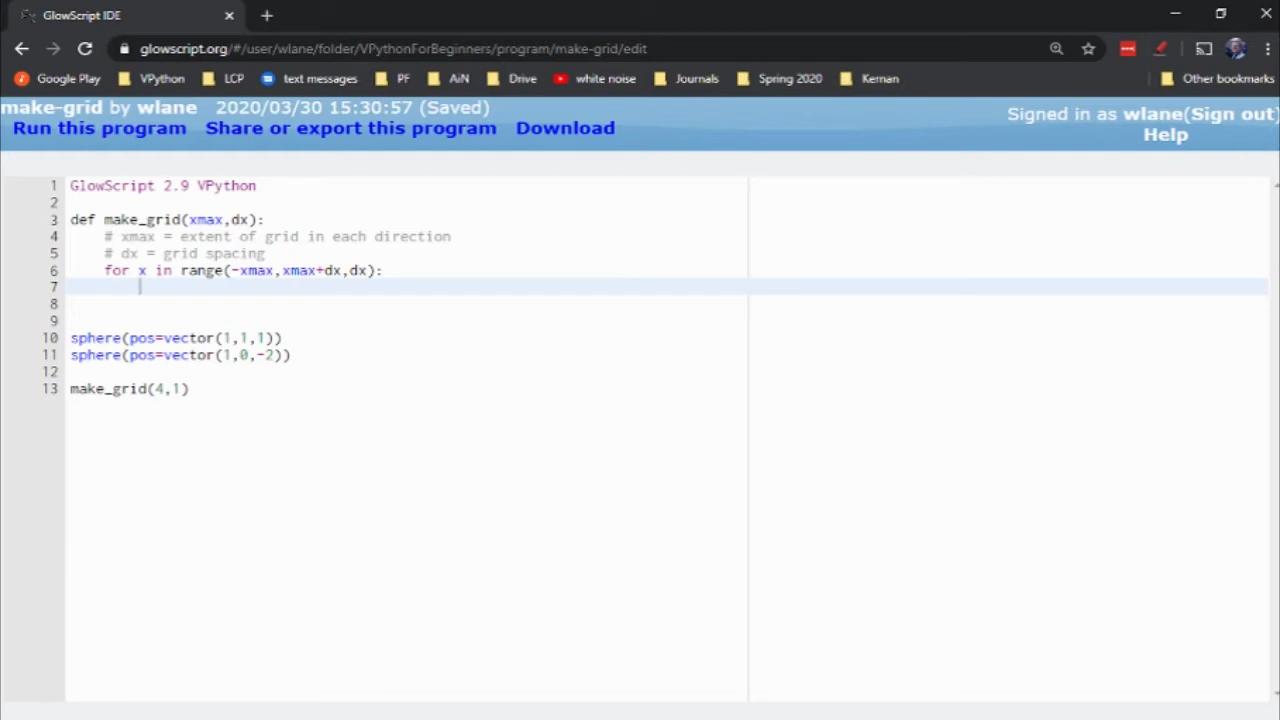 GlowScript IDE
glowscript.org/#/user/wlane/folder/VPythonForBeginners/program/make-grid/edit
Google Play VPython LCP text messages PF AiN Drive white noise Journals Spring 2020 Kernan Other bookmarks
make-grid by wlane 2020/03/30 15:30:57 (Saved) Signed in as wlane(Sign out)
Run this program Share or export this program Download Help
1 GlowScript 2.9 VPython
2
3 def make_grid(xmax,dx):
4 # xmax = extent of grid in each direction
5 # dx = grid spacing
6 for x in range(-xmax,xmax+dx,dx):
7
8
9
10 sphere(pos=vector(1,1,1))
11 sphere(pos=vector(1,0,-2))
12
13 make_grid(4,1)